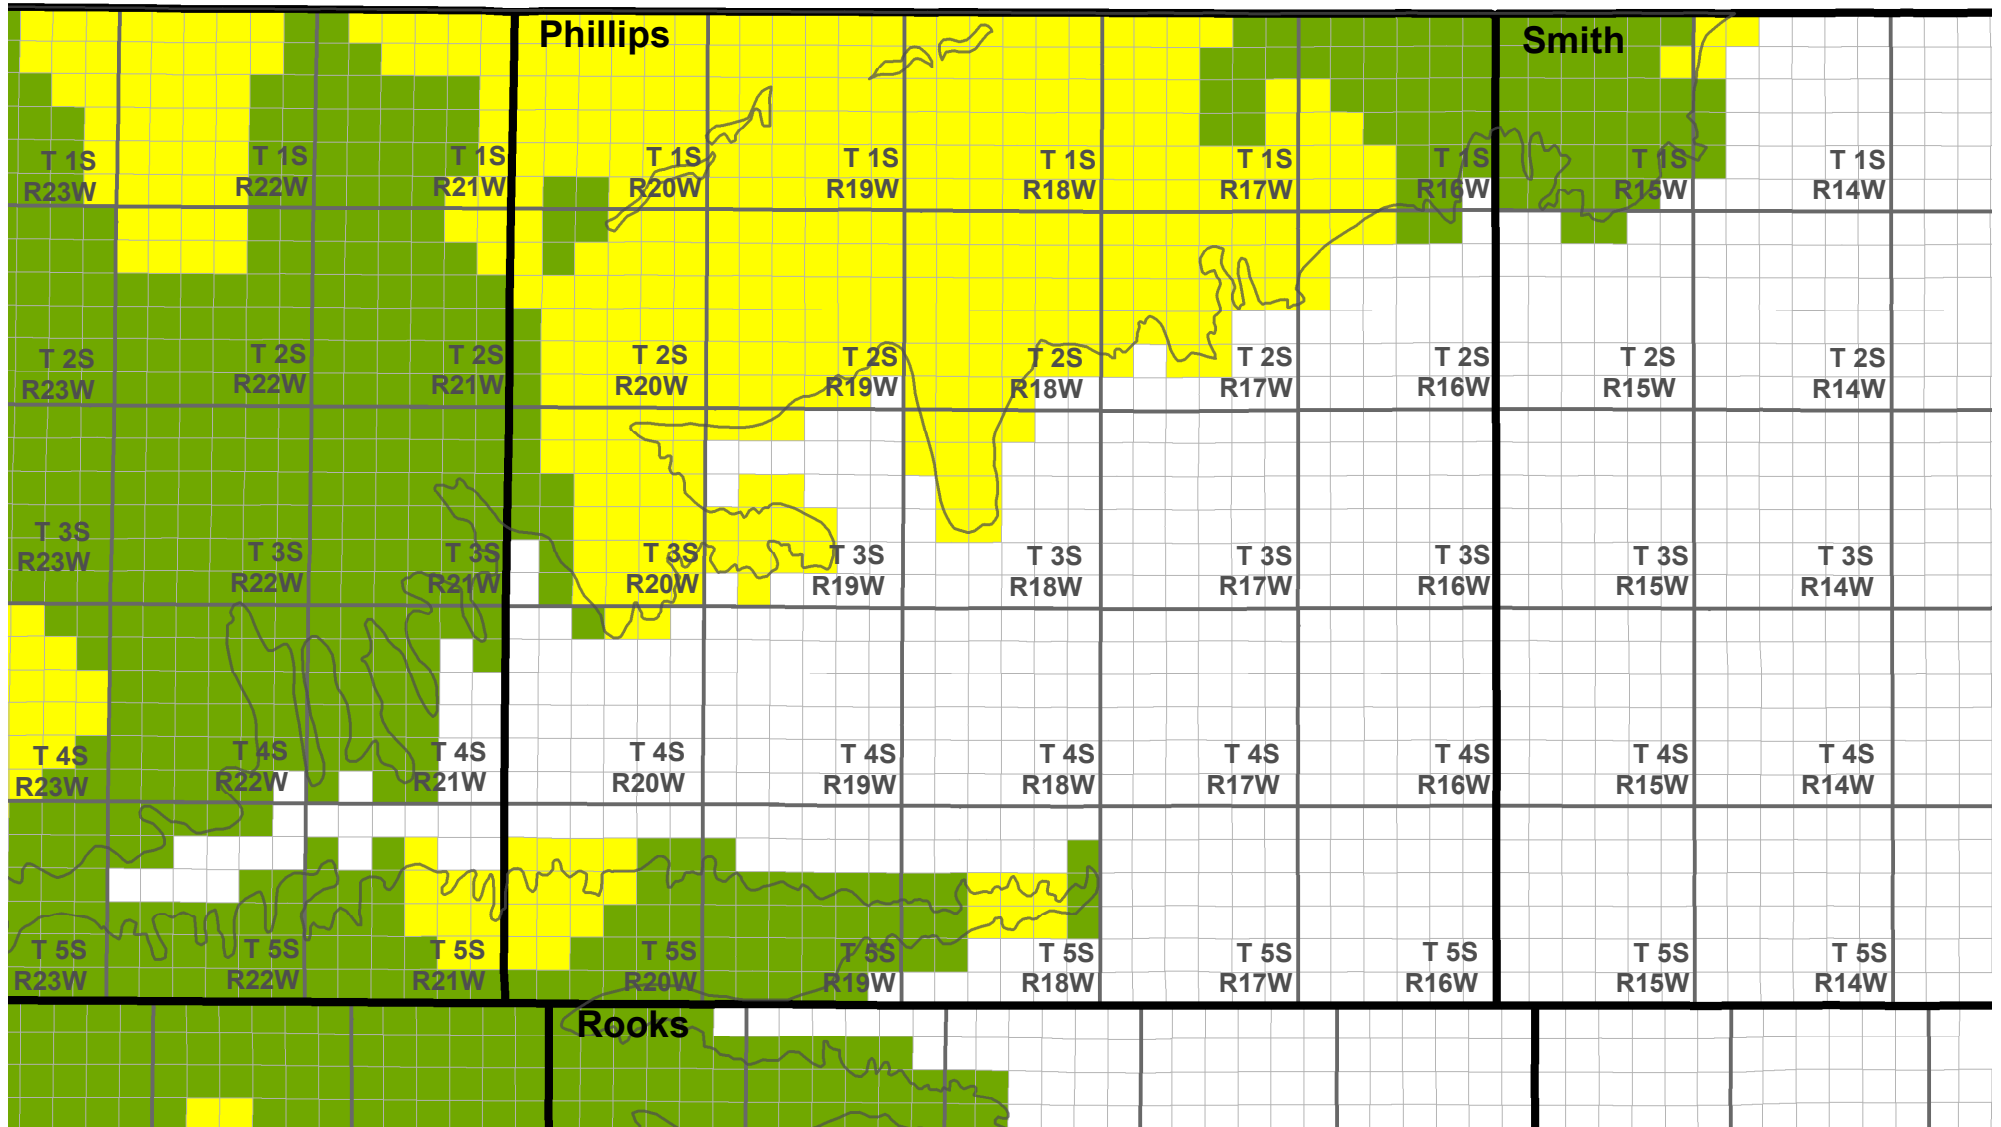 Phillips
Smith
T 1S
R23W
T 1S
R22W
T 1S
R21W
T 1S
R20W
T 1S
R19W
T 1S
R18W
T 1S
R17W
T 1S
R16W
T 1S
R15W
T 1S
R14W
T 2S
R23W
T 2S
R22W
T 2S
R21W
T 2S
R20W
T 2S
R19W
T 2S
R18W
T 2S
R17W
T 2S
R16W
T 2S
R15W
T 2S
R14W
T 3S
R23W
T 3S
R22W
T 3S
R21W
T 3S
R20W
T 3S
R19W
T 3S
R18W
T 3S
R17W
T 3S
R16W
T 3S
R15W
T 3S
R14W
T 4S
R23W
T 4S
R22W
T 4S
R21W
T 4S
R20W
T 4S
R19W
T 4S
R18W
T 4S
R17W
T 4S
R16W
T 4S
R15W
T 4S
R14W
T 5S
R23W
T 5S
R22W
T 5S
R21W
T 5S
R20W
T 5S
R19W
T 5S
R18W
T 5S
R17W
T 5S
R16W
T 5S
R15W
T 5S
R14W
Rooks